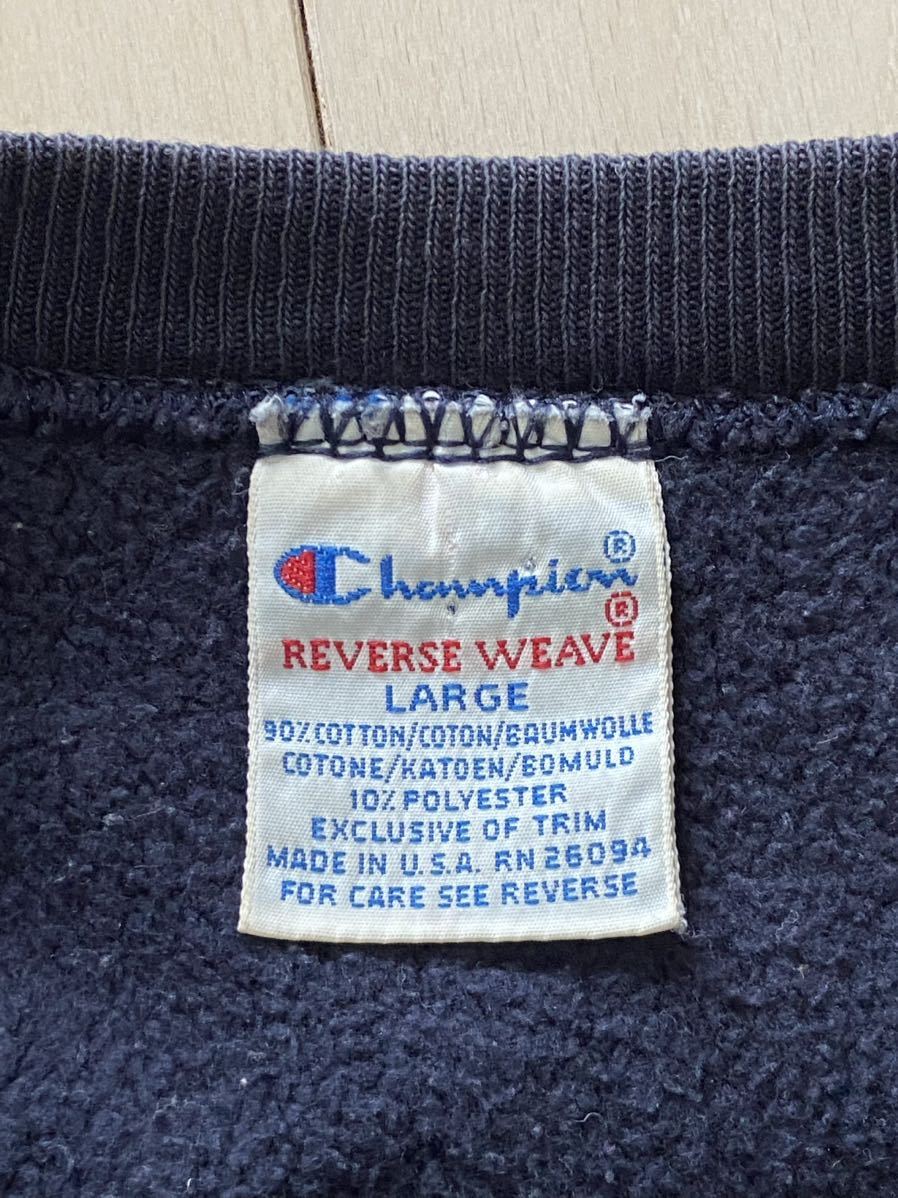 Champion®
REVERSE WEAVE®
LARGE
90% COTTON/COTON/BAUMWOLLE
COTONE/KATOEN/BOMULD
10% POLYESTER
EXCLUSIVE OF TRIM
MADE IN U.S.A. RN 26094
FOR CARE SEE REVERSE